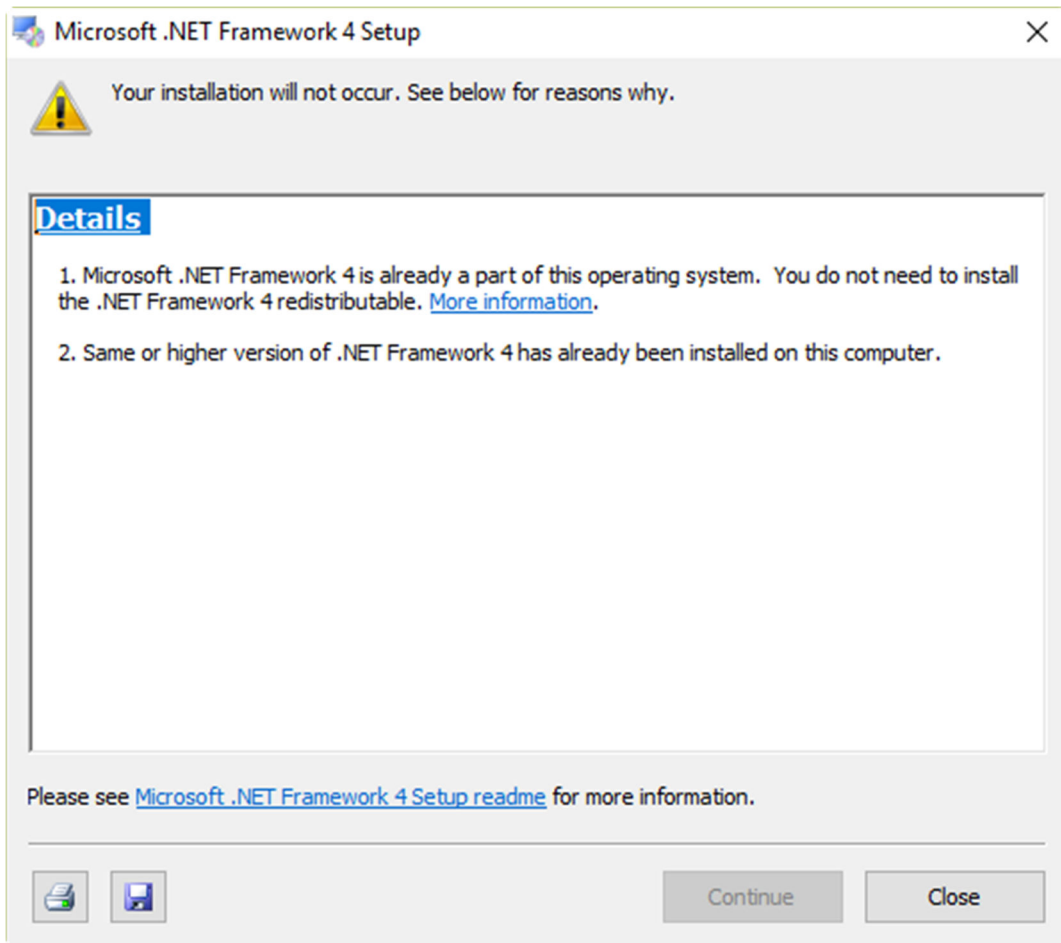 Microsoft .NET Framework 4 Setup
Your installation will not occur. See below for reasons why.
Details
1. Microsoft .NET Framework 4 is already a part of this operating system.  You do not need to install
the .NET Framework 4 redistributable. More information.
2. Same or higher version of .NET Framework 4 has already been installed on this computer.
Please see Microsoft .NET Framework 4 Setup readme for more information.
Continue
Close